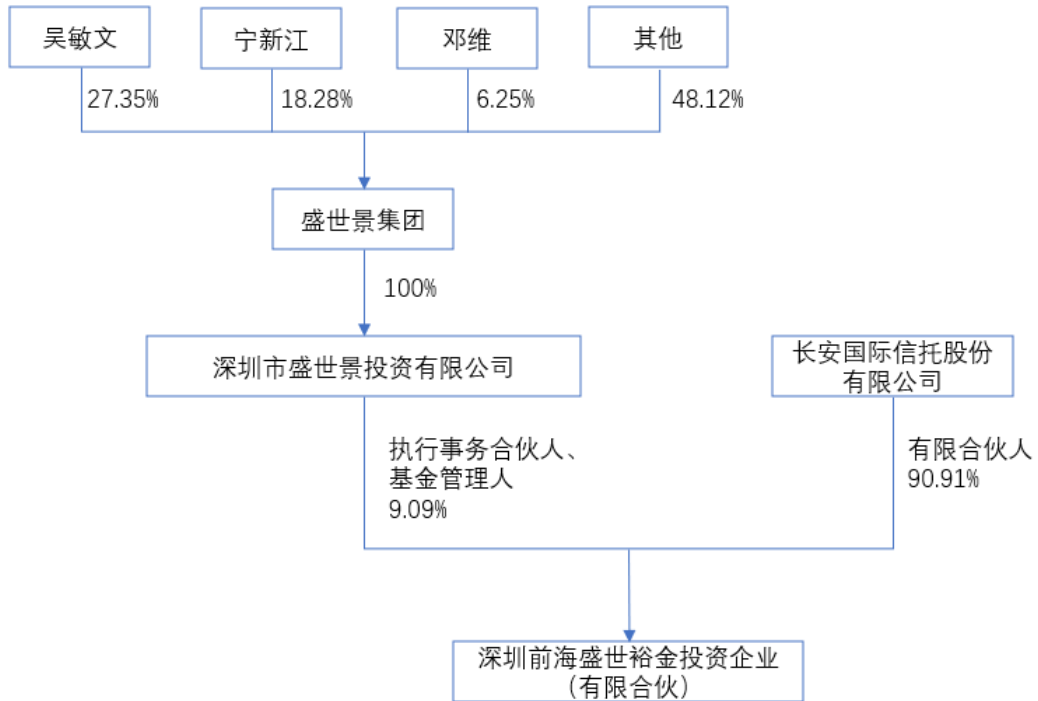 吴敏文
宁新江
邓维
其他
27.35%
18.28%
6.25%
48.12%
盛世景集团
100%
深圳市盛世景投资有限公司
长安国际信托股份
有限公司
执行事务合伙人、
基金管理人
9.09%
有限合伙人
90.91%
深圳前海盛世裕金投资企业
（有限合伙）